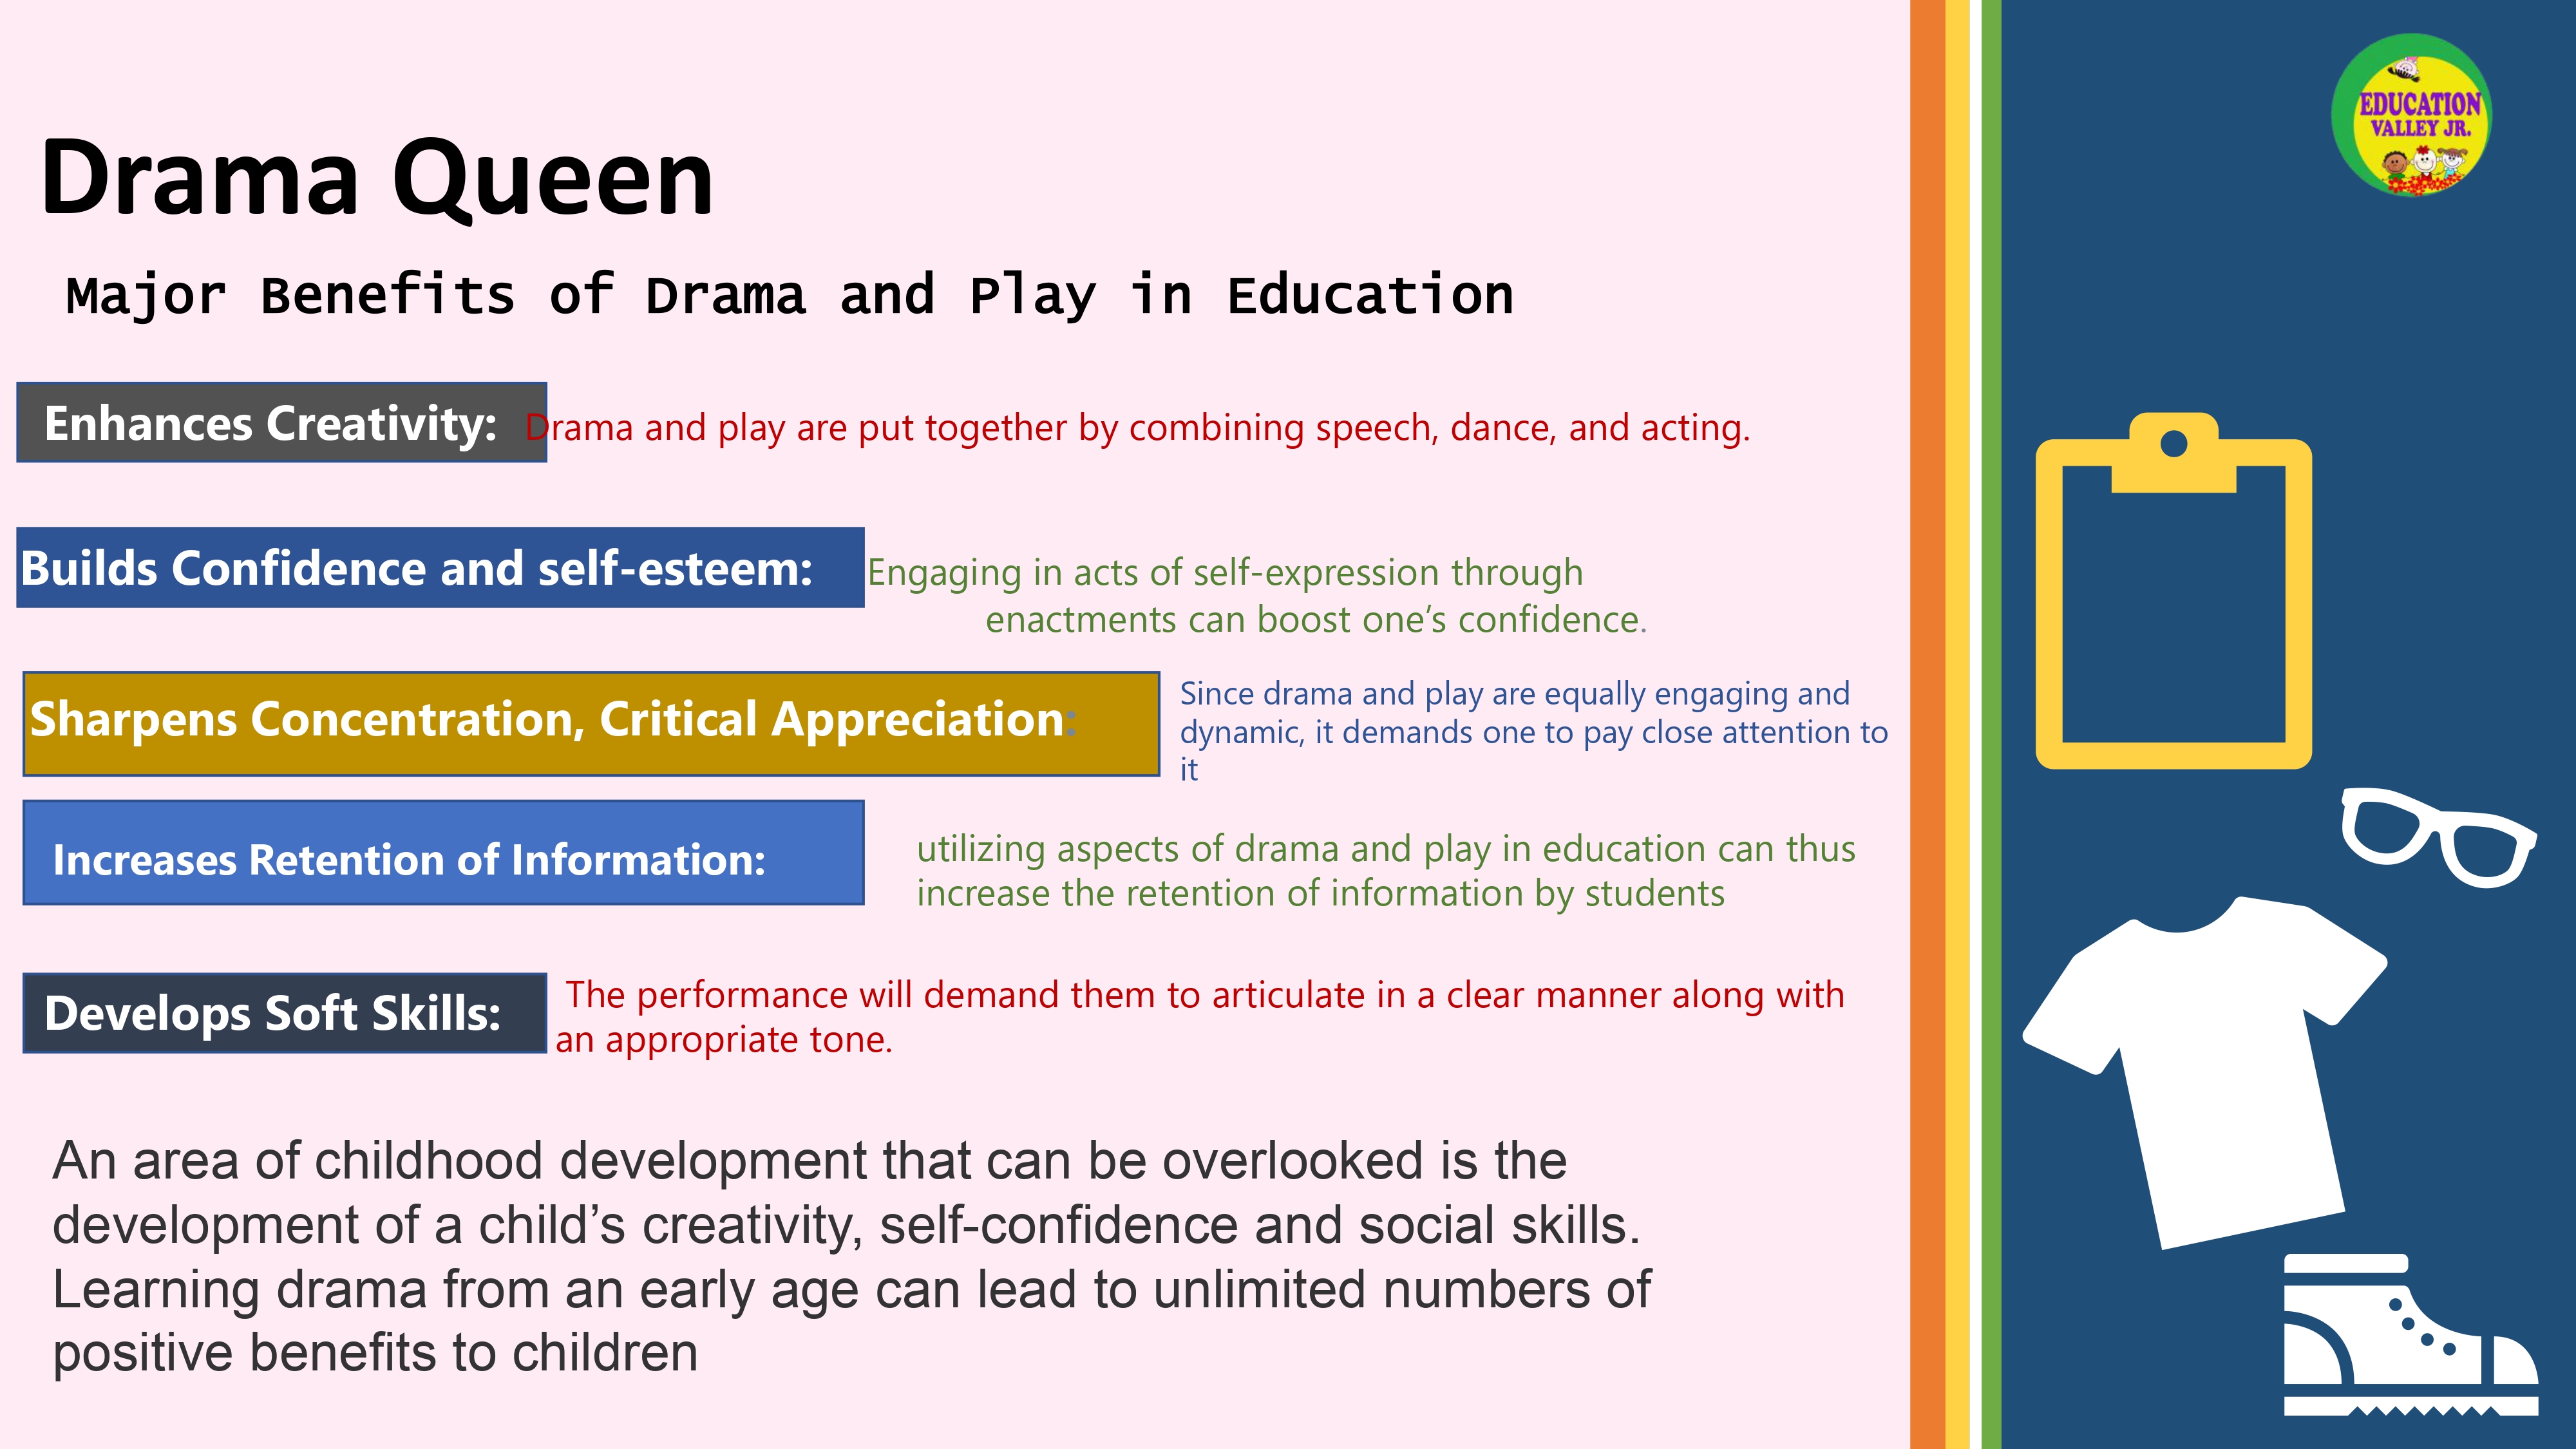 EDUCATION
VALLEY JR.
Drama Queen
Major Benefits of Drama and Play in Education
Enhances Creativity: Drama and play are put together by combining speech, dance, and acting.
Builds Confidence and self-esteem: Engaging in acts of self-expression through
enactments can boost one’s confidence.
Sharpens Concentration, Critical Appreciation:
Since drama and play are equally engaging and
dynamic, it demands one to pay close attention to
it
Increases Retention of Information:
utilizing aspects of drama and play in education can thus
increase the retention of information by students
Develops Soft Skills:
The performance will demand them to articulate in a clear manner along with
an appropriate tone.
An area of childhood development that can be overlooked is the
development of a child’s creativity, self-confidence and social skills.
Learning drama from an early age can lead to unlimited numbers of
positive benefits to children